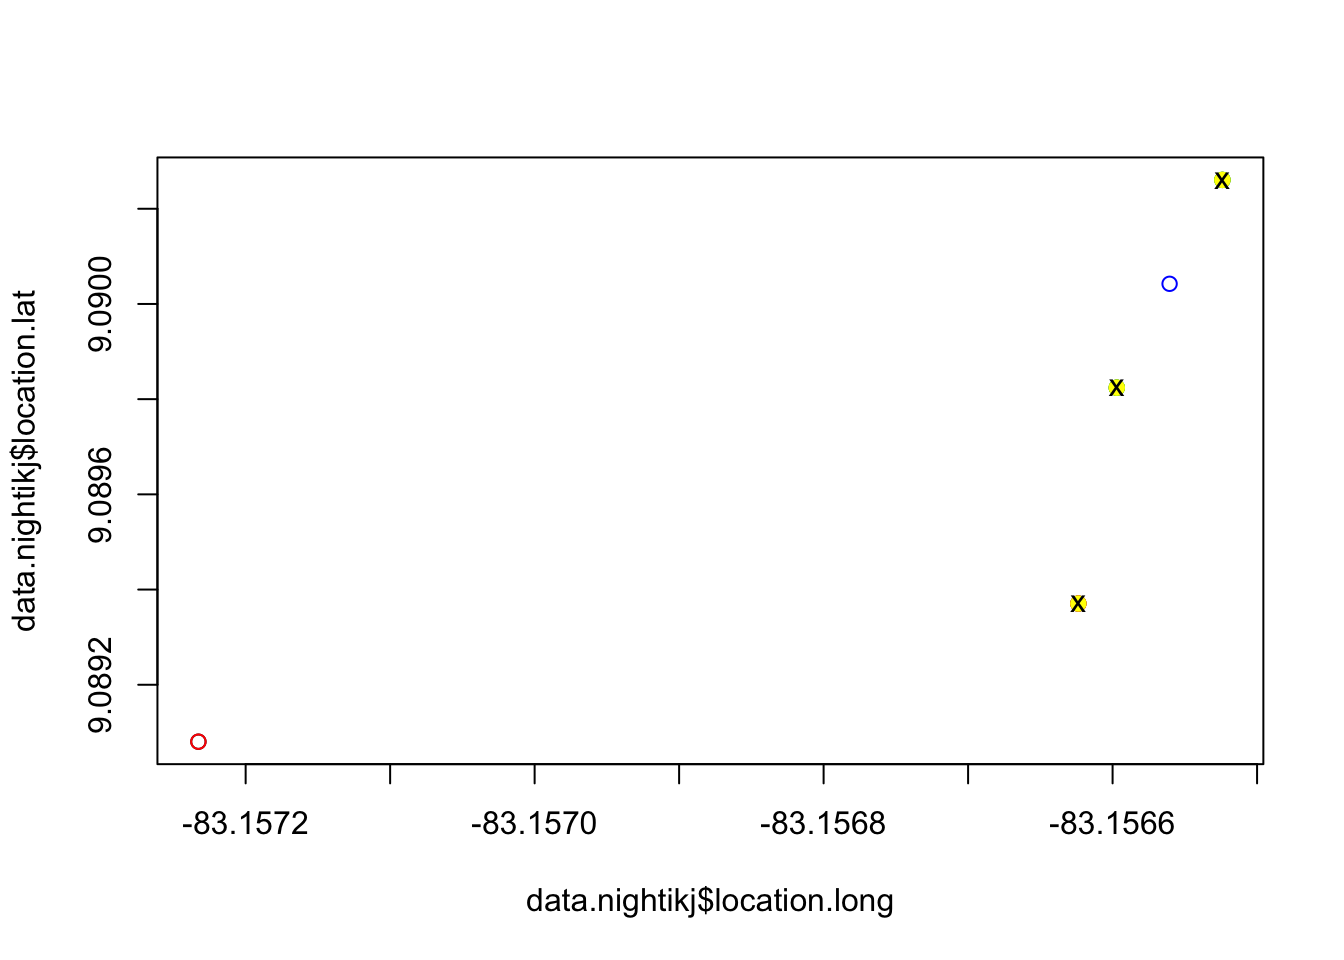 data.nightikj$location.lat
9.0900
9.0896
9.0892
x
x
x
-83.1572 -83.1570 -83.1568 -83.1566
data.nightikj$location.long